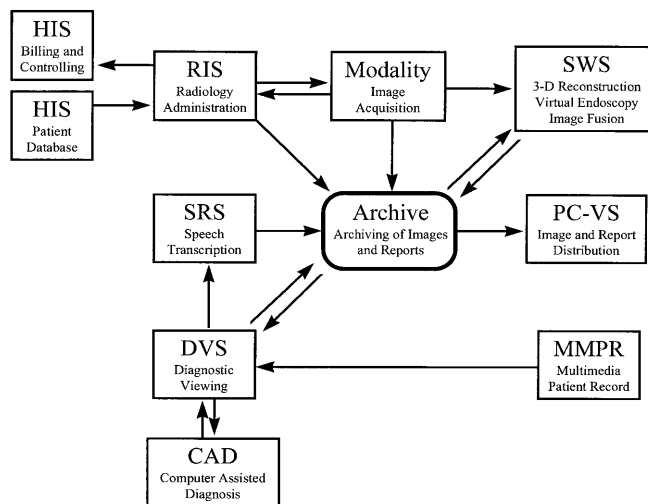 HIS
Billing and
Controlling
HIS
Patient
Database
RIS
Radiology
Administration
Modality
Image
Acquisition
SWS
3-D Reconstruction
Virtual Endoscopy
Image Fusion
SRS
Speech
Transcription
Archive
Archiving of Images
and Reports
PC-VS
Image and Report
Distribution
DVS
Diagnostic
Viewing
MMPR
Multimedia
Patient Record
CAD
Computer Assisted
Diagnosis